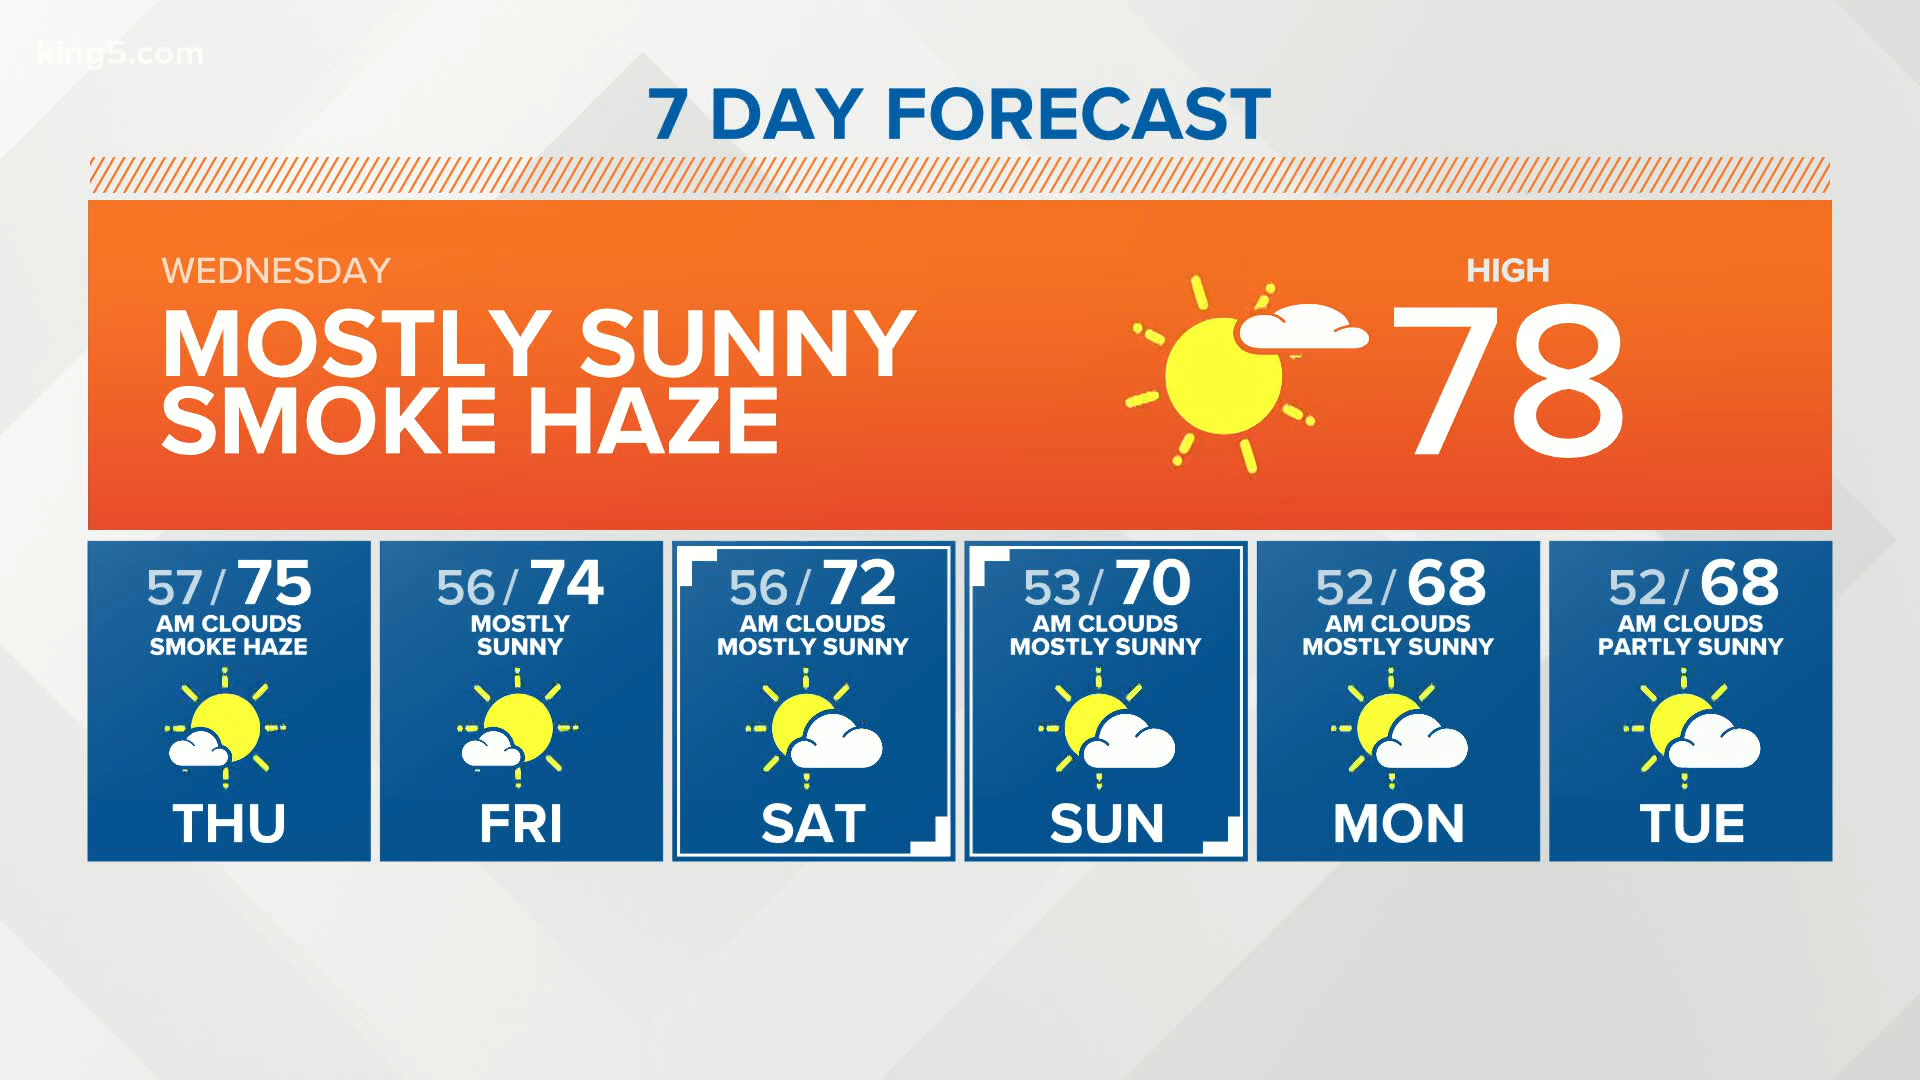 king5.com
7 DAY FORECAST
WEDNESDAY
MOSTLY SUNNY
SMOKE HAZE
HIGH
78
57/75
AM CLOUDS
SMOKE HAZE
THU
56/74
MOSTLY
SUNNY
FRI
56/72
AM CLOUDS
MOSTLY SUNNY
SAT
53/70
AM CLOUDS
MOSTLY SUNNY
SUN
52/68
AM CLOUDS
MOSTLY SUNNY
MON
52/68
AM CLOUDS
PARTLY SUNNY
TUE